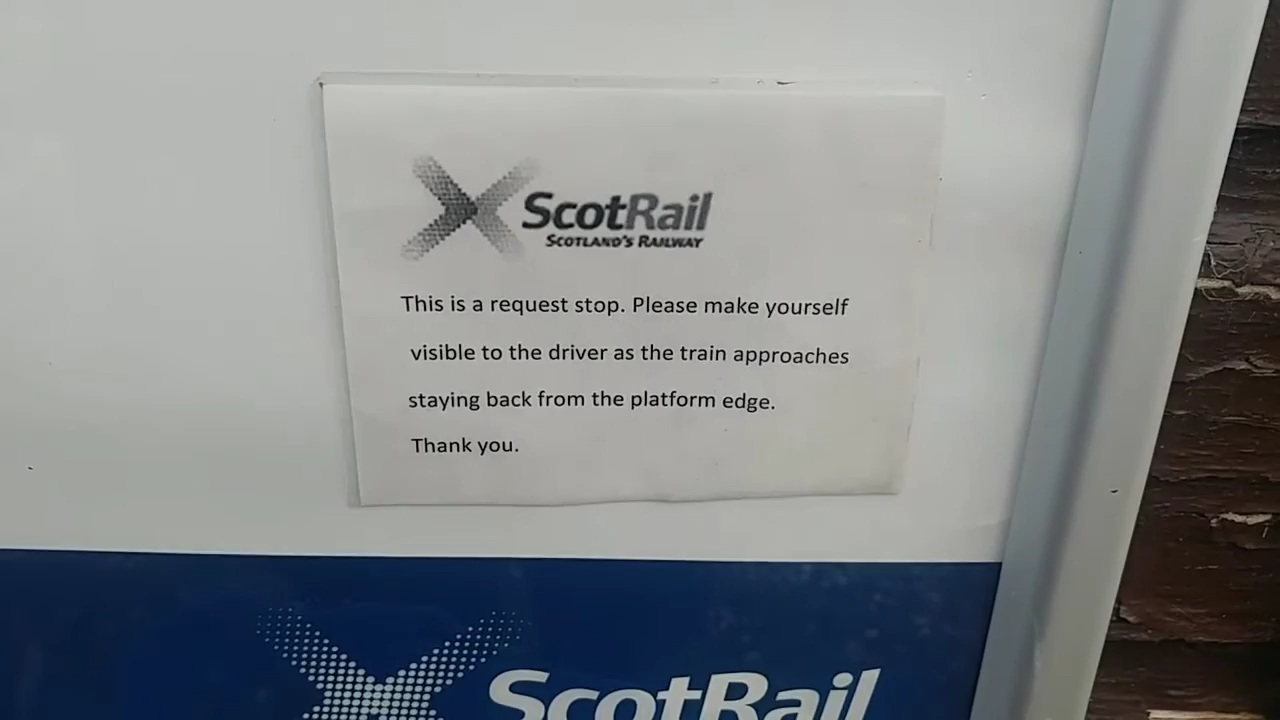 ScotRail
SCOTLAND'S RAILWAY
This is a request stop. Please make yourself
visible to the driver as the train approaches
staying back from the platform edge.
Thank you.
ScotRail